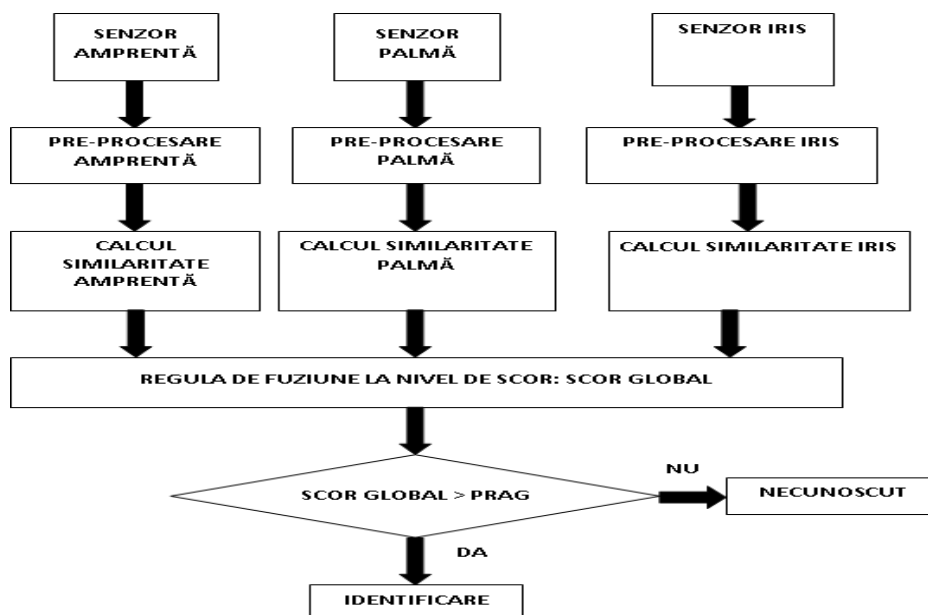 SENZOR
AMPRENTĂ
SENZOR
PALMĂ
SENZOR IRIS
PRE-PROCESARE
AMPRENTĂ
PRE-PROCESARE
PALMĂ
PRE-PROCESARE IRIS
CALCUL
SIMILARITATE
AMPRENTĂ
CALCUL SIMILARITATE
PALMĂ
CALCUL SIMILARITATE IRIS
REGULA DE FUZIUNE LA NIVEL DE SCOR: SCOR GLOBAL
SCOR GLOBAL > PRAG
NU
NECUNOSCUT
DA
IDENTIFICARE